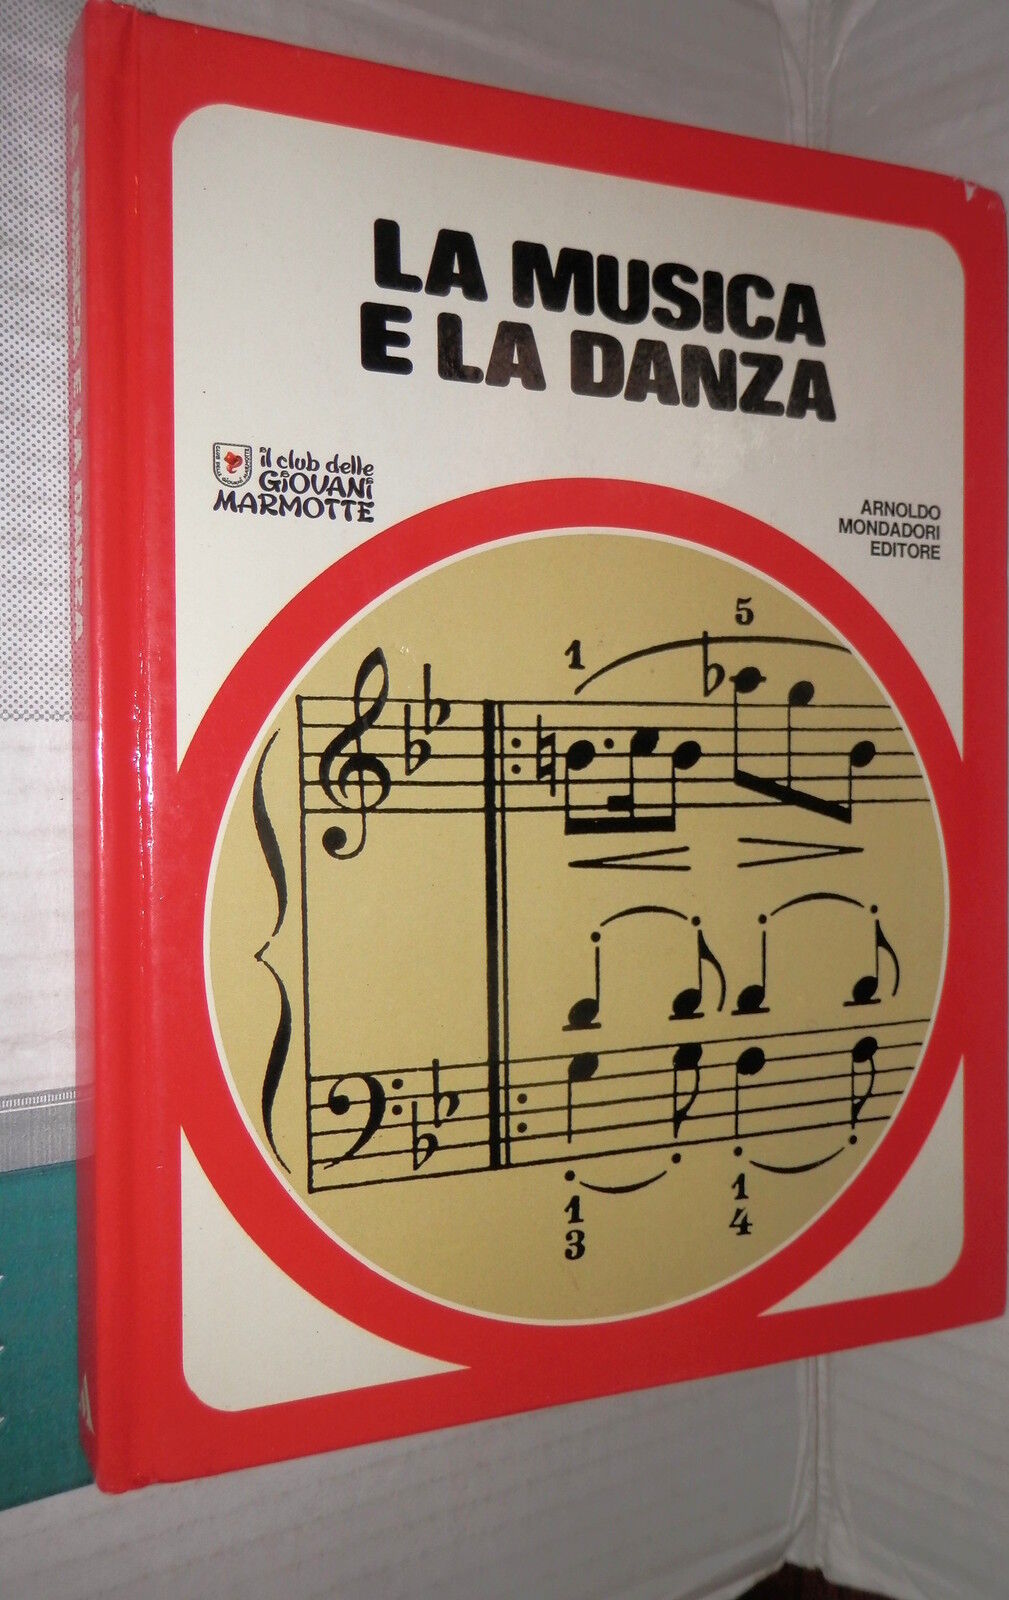 LA MUSICA
E LA DANZA
il club delle
GIOVANI
MARMOTTE
ARNOLDO
MONDADORI
EDITORE
5
1
1
3
1
4
LA MUSICA E LA DANZA